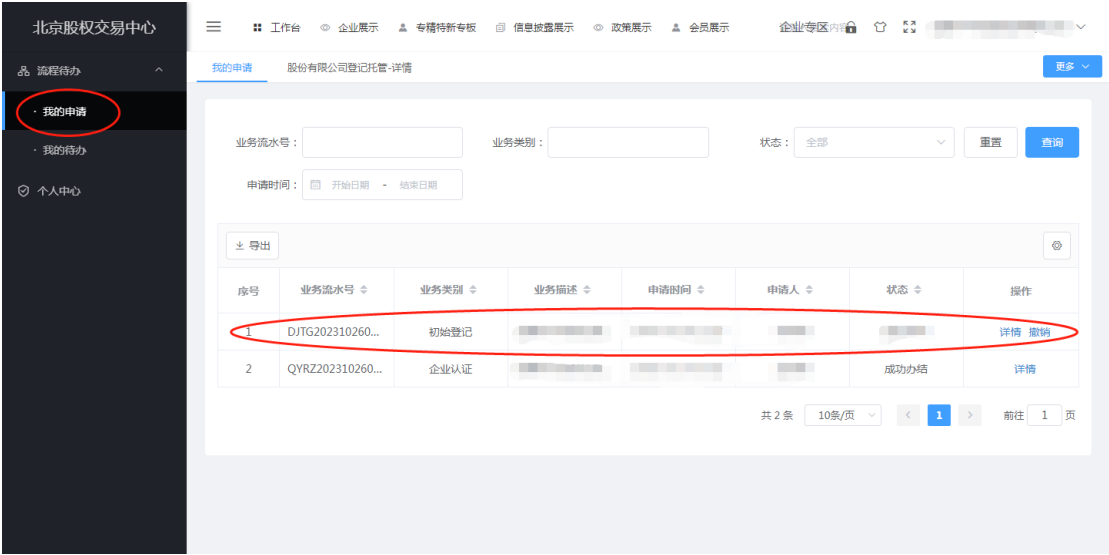 北京股权交易中心
工作台 企业展示 专精特新专板 信息披露展示 政策展示 会员展示 企业专区
流程待办
我的申请 股份有限公司登记托管-详情 更多
我的申请
我的待办
个人中心
业务流水号： 业务类别： 状态： 全部 重置 查询
申请时间： 开始日期 - 结束日期
导出
序号 业务流水号 业务类别 业务描述 申请时间 申请人 状态 操作
1 DJTG202310260... 初始登记 详情 撤销
2 QYRZ202310260... 企业认证 成功办结 详情
共 2 条 10条/页 1 前往 1 页